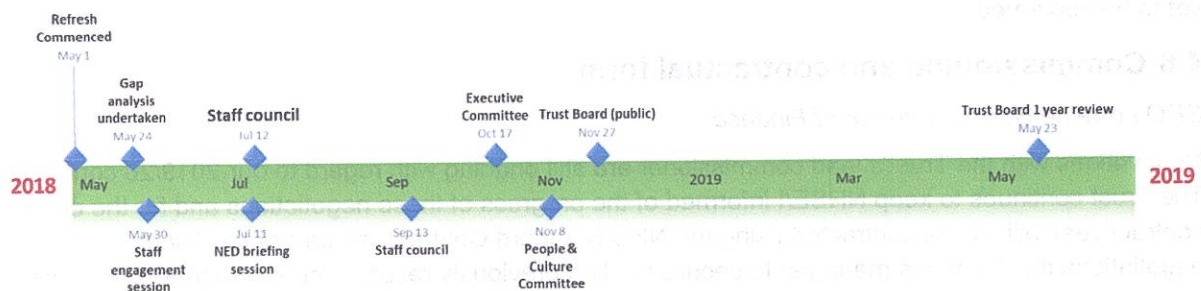 Refresh
Commenced
May 1
Gap
analysis
undertaken
May 24
Staff council
Jul 12
Executive
Committee
Oct 17
Trust Board (public)
Nov 27
Trust Board 1 year review
May 23
2018
May
Jul
Sep
Nov
2019
Mar
May
2019
May 30
Staff
engagement
session
Jul 11
NED briefing
session
Sep 13
Staff council
Nov 8
People &
Culture
Committee